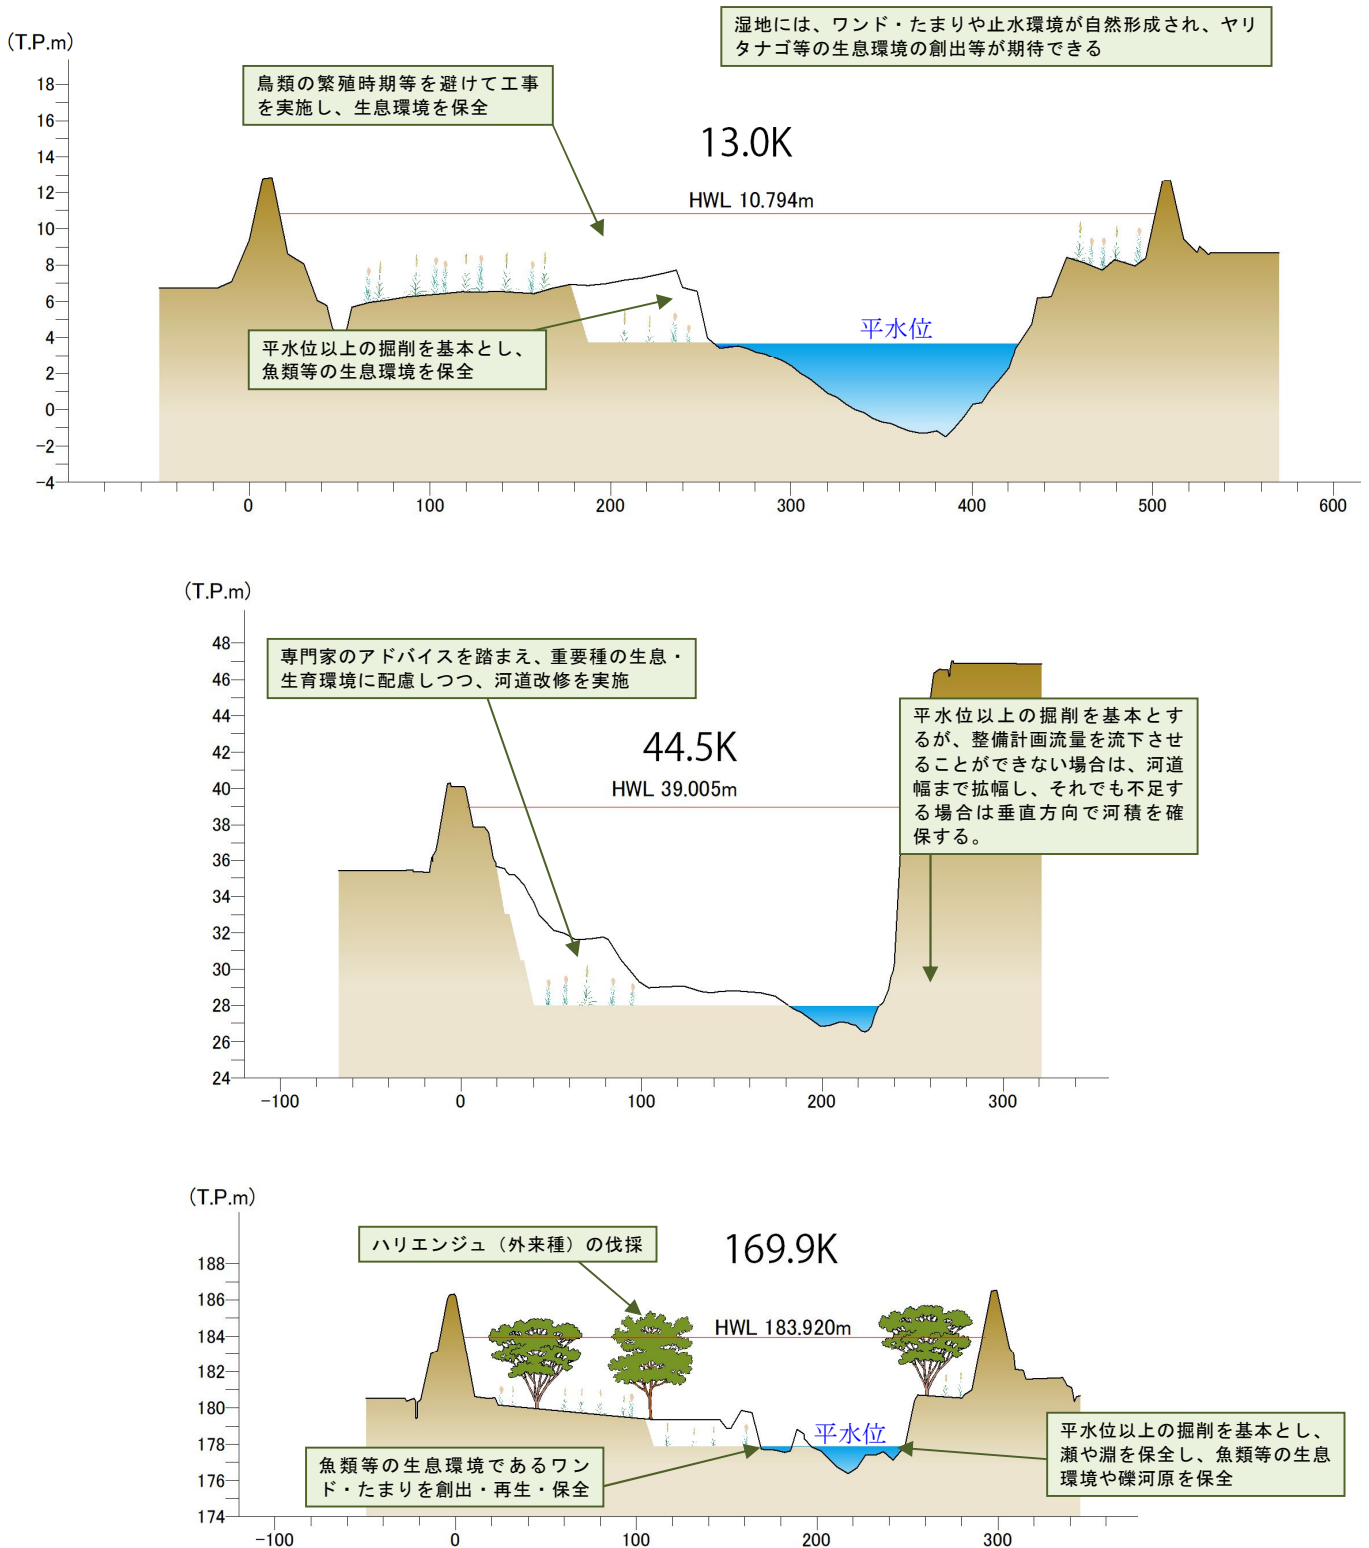 (T.P.m)
湿地には、ワンド・たまりや止水環境が自然形成され、ヤリ
タナゴ等の生息環境の創出等が期待できる
鳥類の繁殖時期等を避けて工事
を実施し、生息環境を保全
13.0K
HWL 10.794m
平水位
平水位以上の掘削を基本とし、
魚類等の生息環境を保全
18
16
14
12
10
8
6
4
2
0
-2
-4
0 100 200 300 400 500 600
(T.P.m)
専門家のアドバイスを踏まえ、重要種の生息・
生育環境に配慮しつつ、河道改修を実施
44.5K
HWL 39.005m
平水位以上の掘削を基本とす
るが、整備計画流量を流下させ
ることができない場合は、河道
幅まで拡幅し、それでも不足す
る場合は垂直方向で河積を確
保する。
48
46
44
42
40
38
36
34
32
30
28
26
24
-100 0 100 200 300
(T.P.m)
ハリエンジュ（外来種）の伐採
169.9K
HWL 183.920m
平水位
魚類等の生息環境であるワン
ド・たまりを創出・再生・保全
平水位以上の掘削を基本とし、
瀬や淵を保全し、魚類等の生息
環境や礫河原を保全
188
186
184
182
180
178
176
174
-100 0 100 200 300